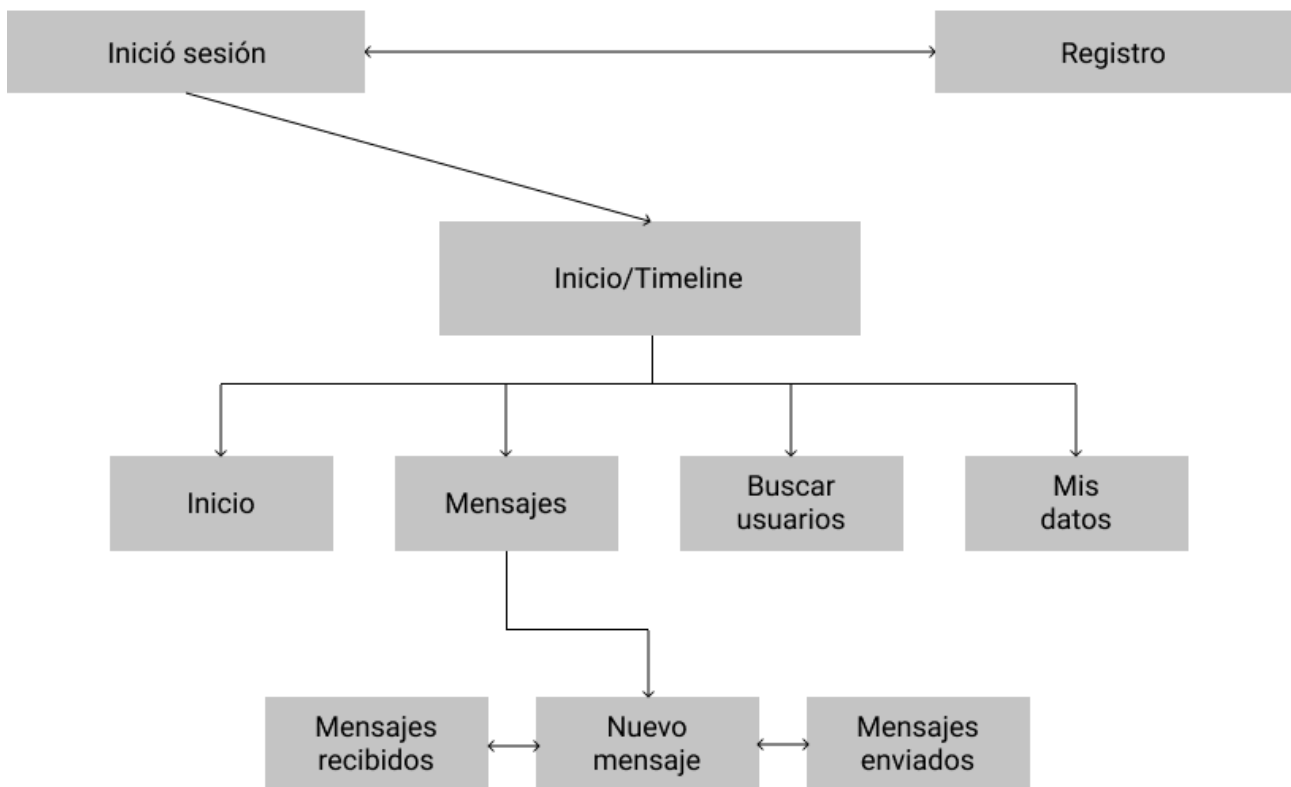 Inició sesión
Registro
Inicio/Timeline
Inicio
Mensajes
Buscar
usuarios
Mis
datos
Mensajes
recibidos
Nuevo
mensaje
Mensajes
enviados